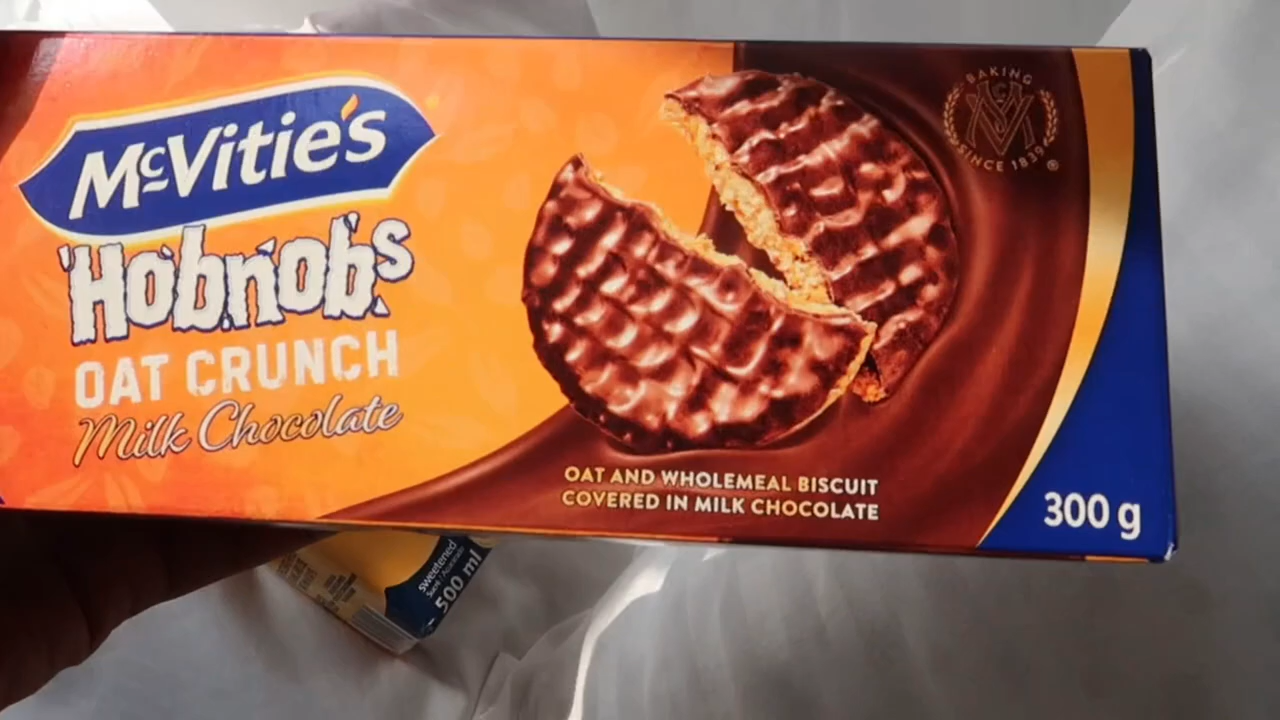 McVitie's
Hobnobs
OAT CRUNCH
Milk Chocolate
BAKING
SINCE 1839
®
OAT AND WHOLEMEAL BISCUIT
COVERED IN MILK CHOCOLATE
300 g
sweetened
500 ml